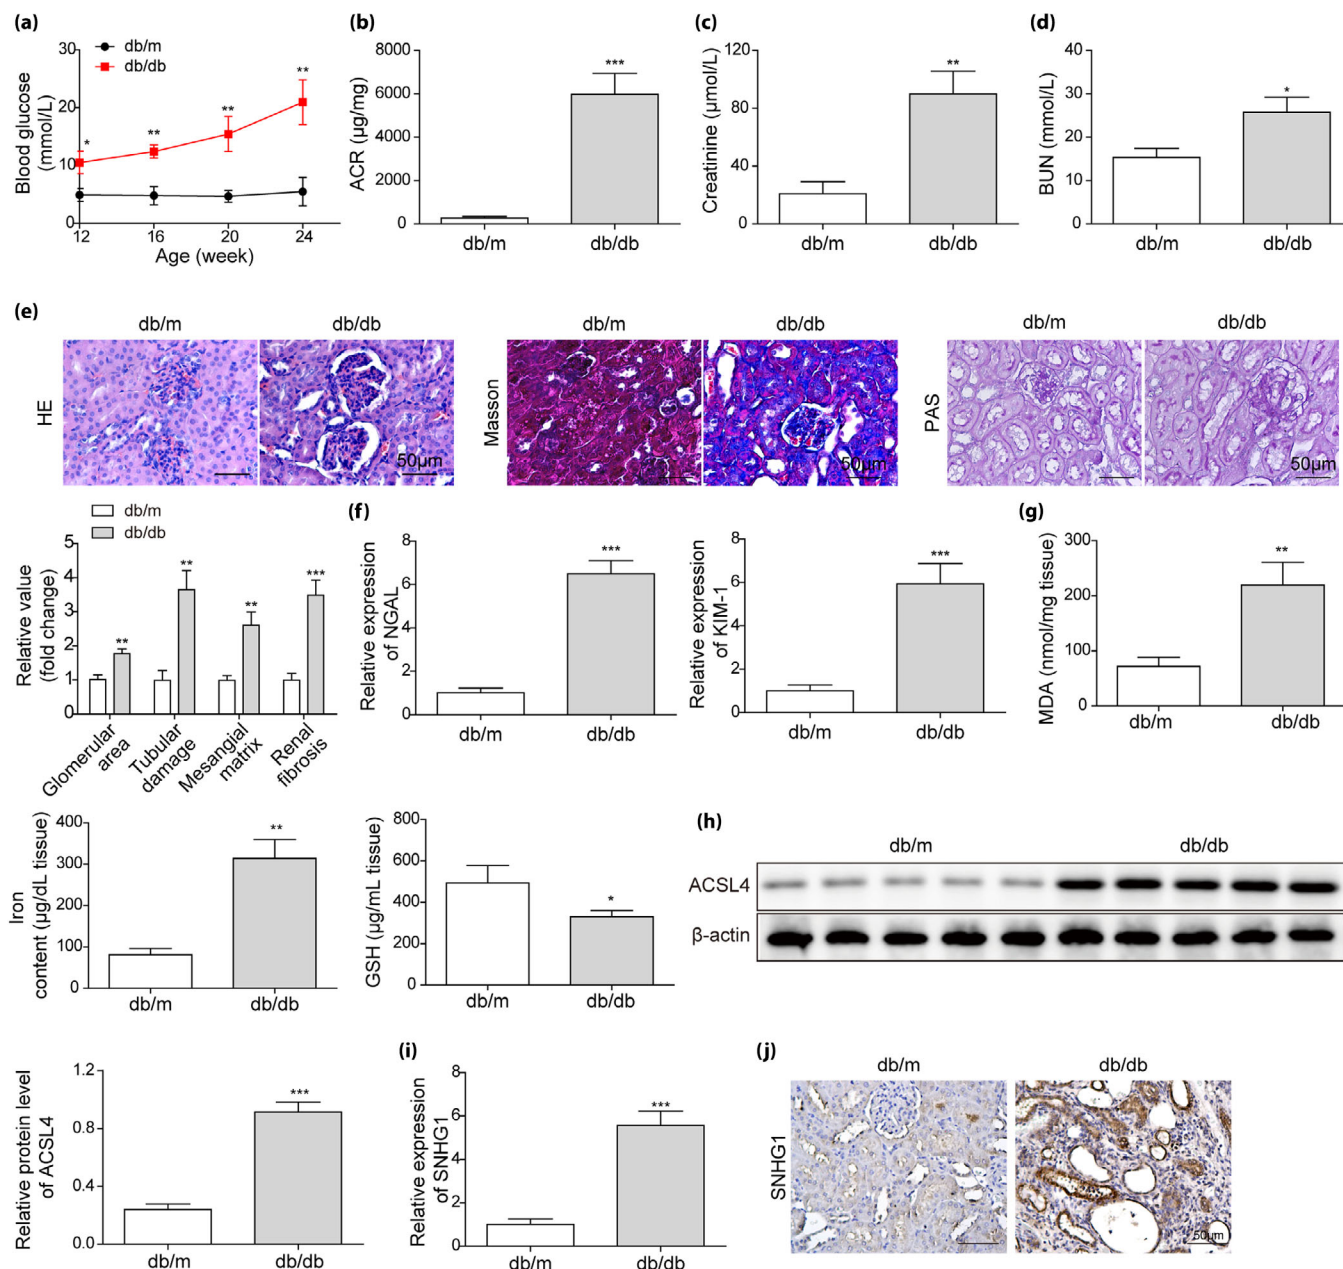 (a)
db/m
db/db
Blood glucose
(mmol/L)
30
20
10
0
*
**
**
**
12
16
20
24
Age (week)
(b)
ACR (μg/mg)
8000
6000
4000
2000
0
***
db/m
db/db
(c)
Creatinine (μmol/L)
120
80
40
0
**
db/m
db/db
(d)
BUN (mmol/L)
40
30
20
10
0
*
db/m
db/db
(e)
db/m
db/db
HE
50μm
db/m
db/db
Masson
50μm
db/m
db/db
PAS
50μm
db/m
db/db
Relative value
(fold change)
5
4
3
2
1
0
**
**
**
***
Glomerular
area
Tubular
damage
Mesangial
matrix
Renal
fibrosis
(f)
Relative expression
of NGAL
8
6
4
2
0
***
db/m
db/db
Relative expression
of KIM-1
8
6
4
2
0
***
db/m
db/db
(g)
MDA (nmol/mg tissue)
300
200
100
0
**
db/m
db/db
Iron
content (μg/dL tissue)
400
300
200
100
0
**
db/m
db/db
GSH (μg/mL tissue)
800
600
400
200
0
*
db/m
db/db
(h)
db/m
db/db
ACSL4
β-actin
Relative protein level
of ACSL4
1.2
0.8
0.4
0.0
***
db/m
db/db
(i)
Relative expression
of SNHG1
8
6
4
2
0
***
db/m
db/db
(j)
db/m
db/db
SNHG1
50μm